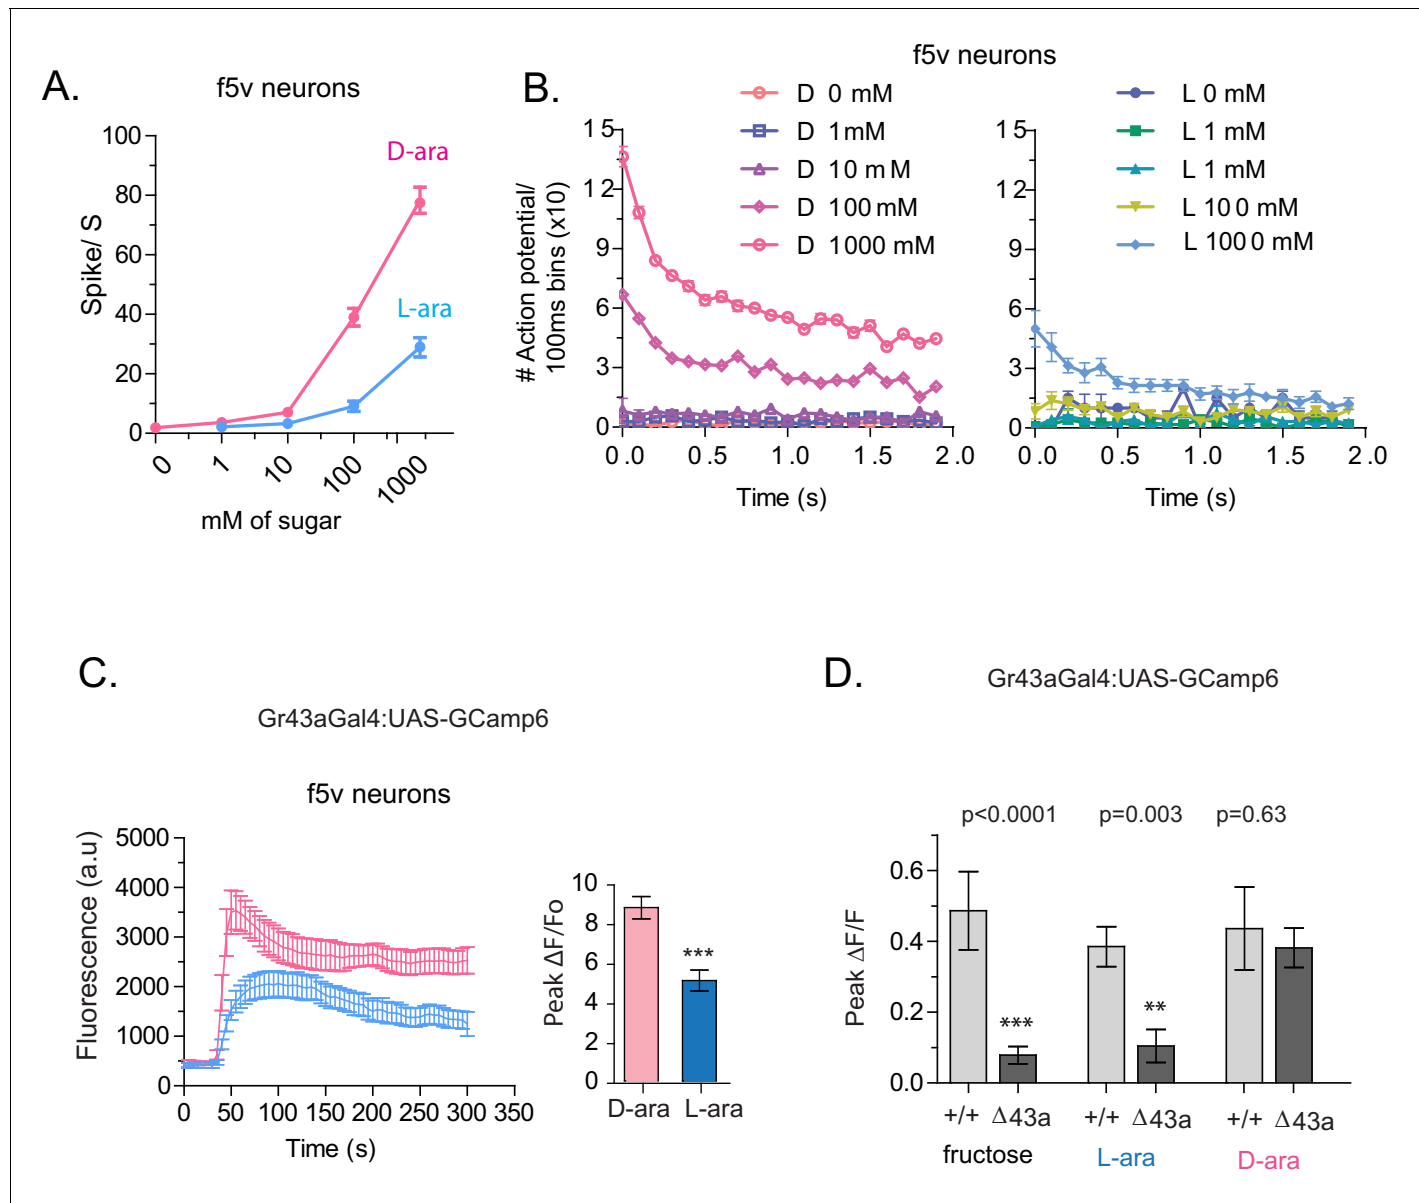 A.
f5v neurons
100
80
60
40
20
0
Spike/ S
D-ara
L-ara
0 1 10 100 1000
mM of sugar
B.
f5v neurons
D 0 mM
D 1mM
D 10 mM
D 100 mM
D 1000 mM
15
12
9
6
3
0
# Action potential/
100ms bins (x10)
0.0 0.5 1.0 1.5 2.0
Time (s)
L 0 mM
L 1 mM
L 1 mM
L 100 mM
L 1000 mM
15
12
9
6
3
0
0.0 0.5 1.0 1.5 2.0
Time (s)
C.
Gr43aGal4:UAS-GCamp6
f5v neurons
5000
4000
3000
2000
1000
0
Fluorescence (a.u)
0 50 100 150 200 250 300 350
Time (s)
10
8
6
4
2
0
Peak ΔF/Fo
***
D-ara L-ara
D.
Gr43aGal4:UAS-GCamp6
p<0.0001 p=0.003 p=0.63
0.6
0.4
0.2
0.0
Peak ΔF/F
*** **
+/+ Δ43a +/+ Δ43a +/+ Δ43a
fructose L-ara D-ara